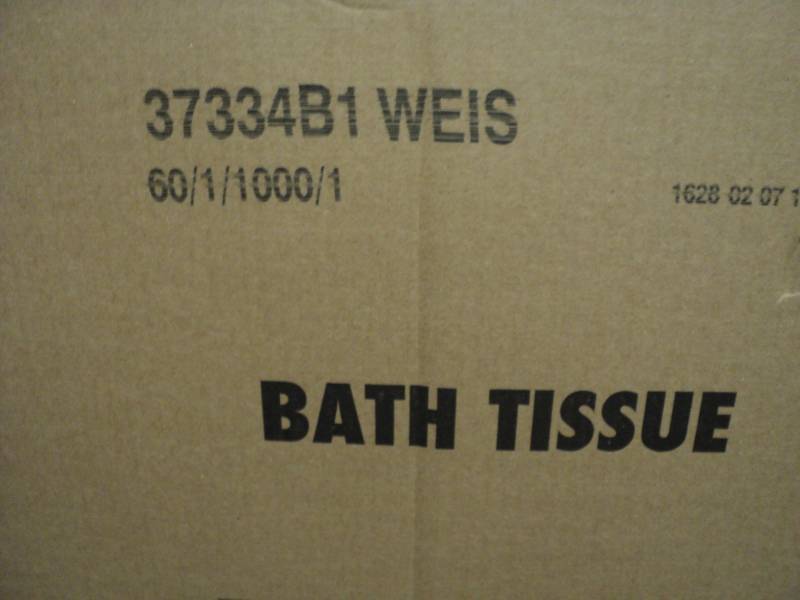 37334B1 WEIS
60/1/1000/1
1628 02 07 1
BATH TISSUE